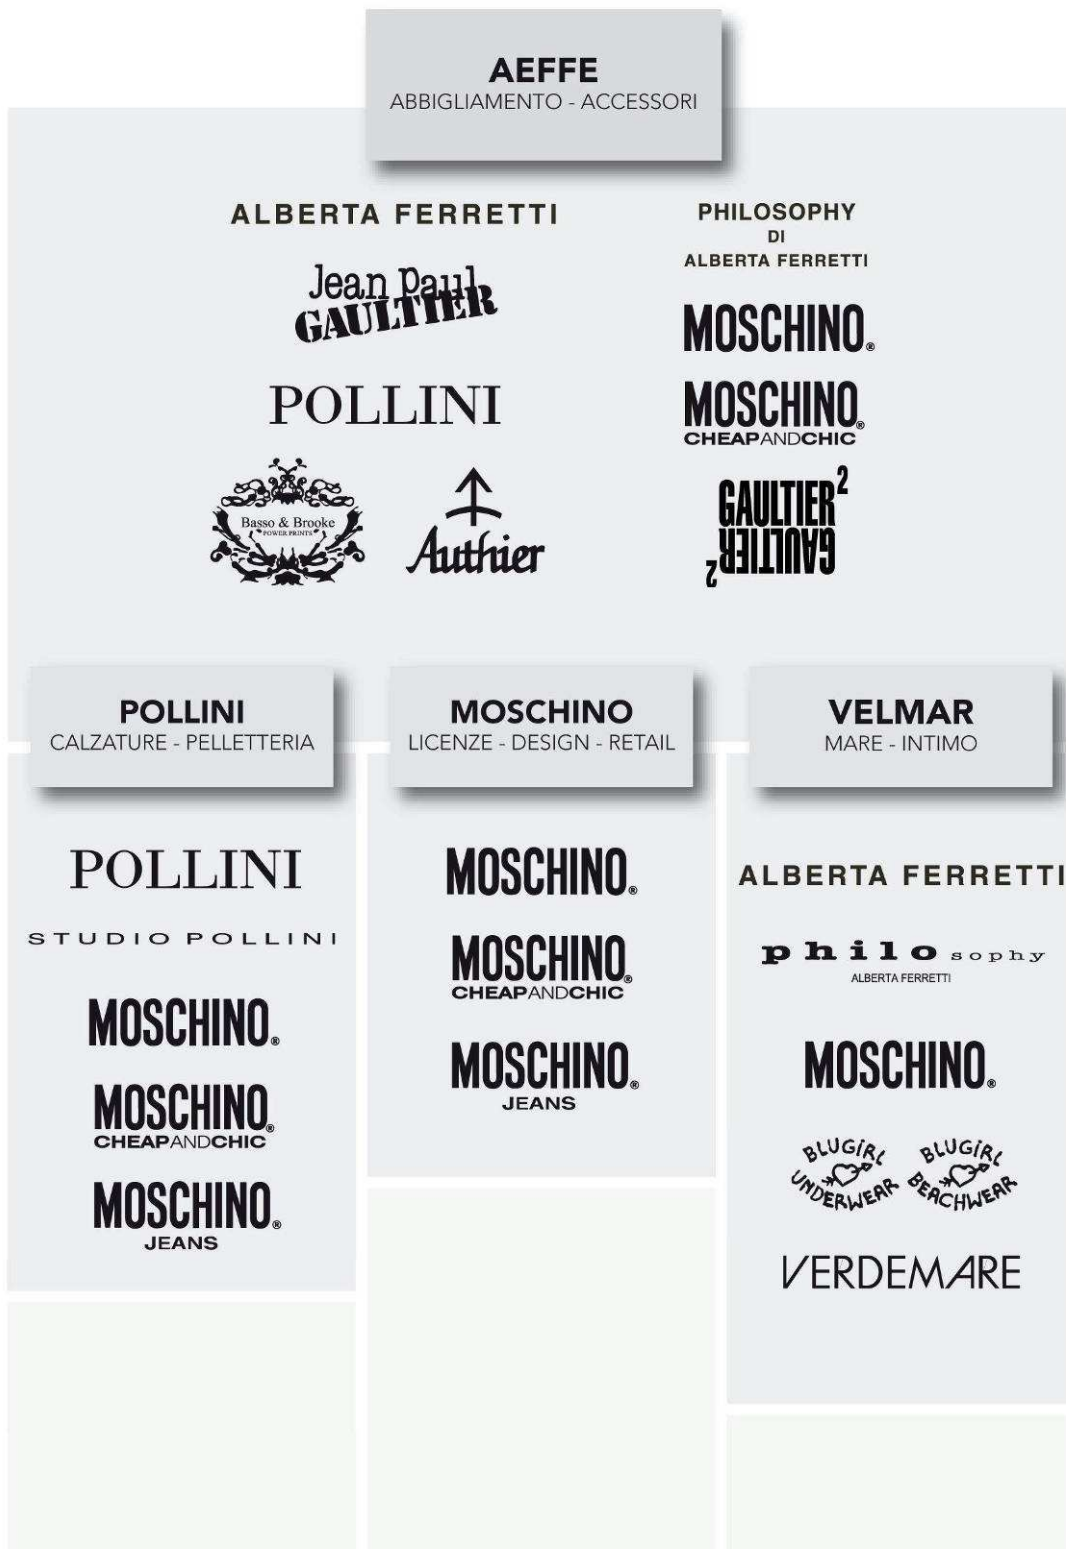 AEFFE
ABBIGLIAMENTO - ACCESSORI
ALBERTA FERRETTI
Jean Paul
GAULTIER
POLLINI
Basso & Brooke
POWER PRINTS
Authier
PHILOSOPHY
DI
ALBERTA FERRETTI
MOSCHINO®
MOSCHINO®
CHEAPANDCHIC
GAULTIER²
GAULTIER²
POLLINI
CALZATURE - PELLETTERIA
POLLINI
STUDIO POLLINI
MOSCHINO®
MOSCHINO®
CHEAPANDCHIC
MOSCHINO®
JEANS
MOSCHINO
LICENZE - DESIGN - RETAIL
MOSCHINO®
MOSCHINO®
CHEAPANDCHIC
MOSCHINO®
JEANS
VELMAR
MARE - INTIMO
ALBERTA FERRETTI
philosophy
ALBERTA FERRETTI
MOSCHINO®
BLUGiRL
UNDERWEAR
BLUGiRL
BEACHWEAR
VERDEMARE